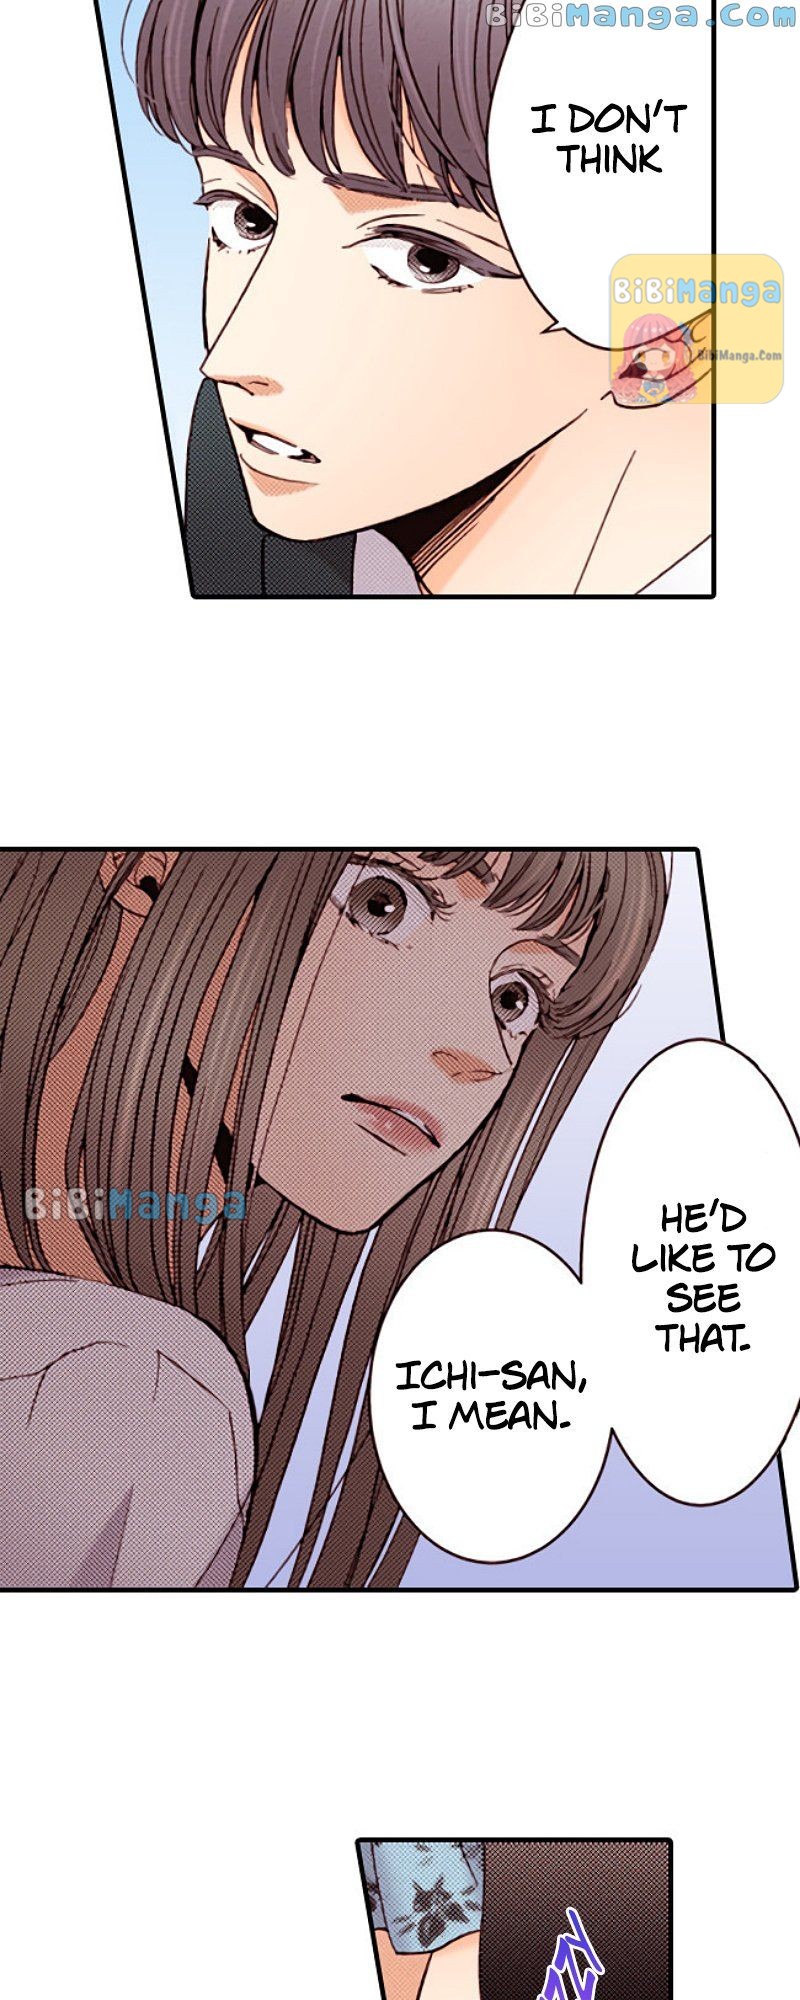 BiBiManga.Com
I DON'T
THINK
BiBiManga
BiBiManga.Com
HE'D
LIKE TO
SEE
THAT.
ICHI-SAN,
I MEAN.
BiBiManga